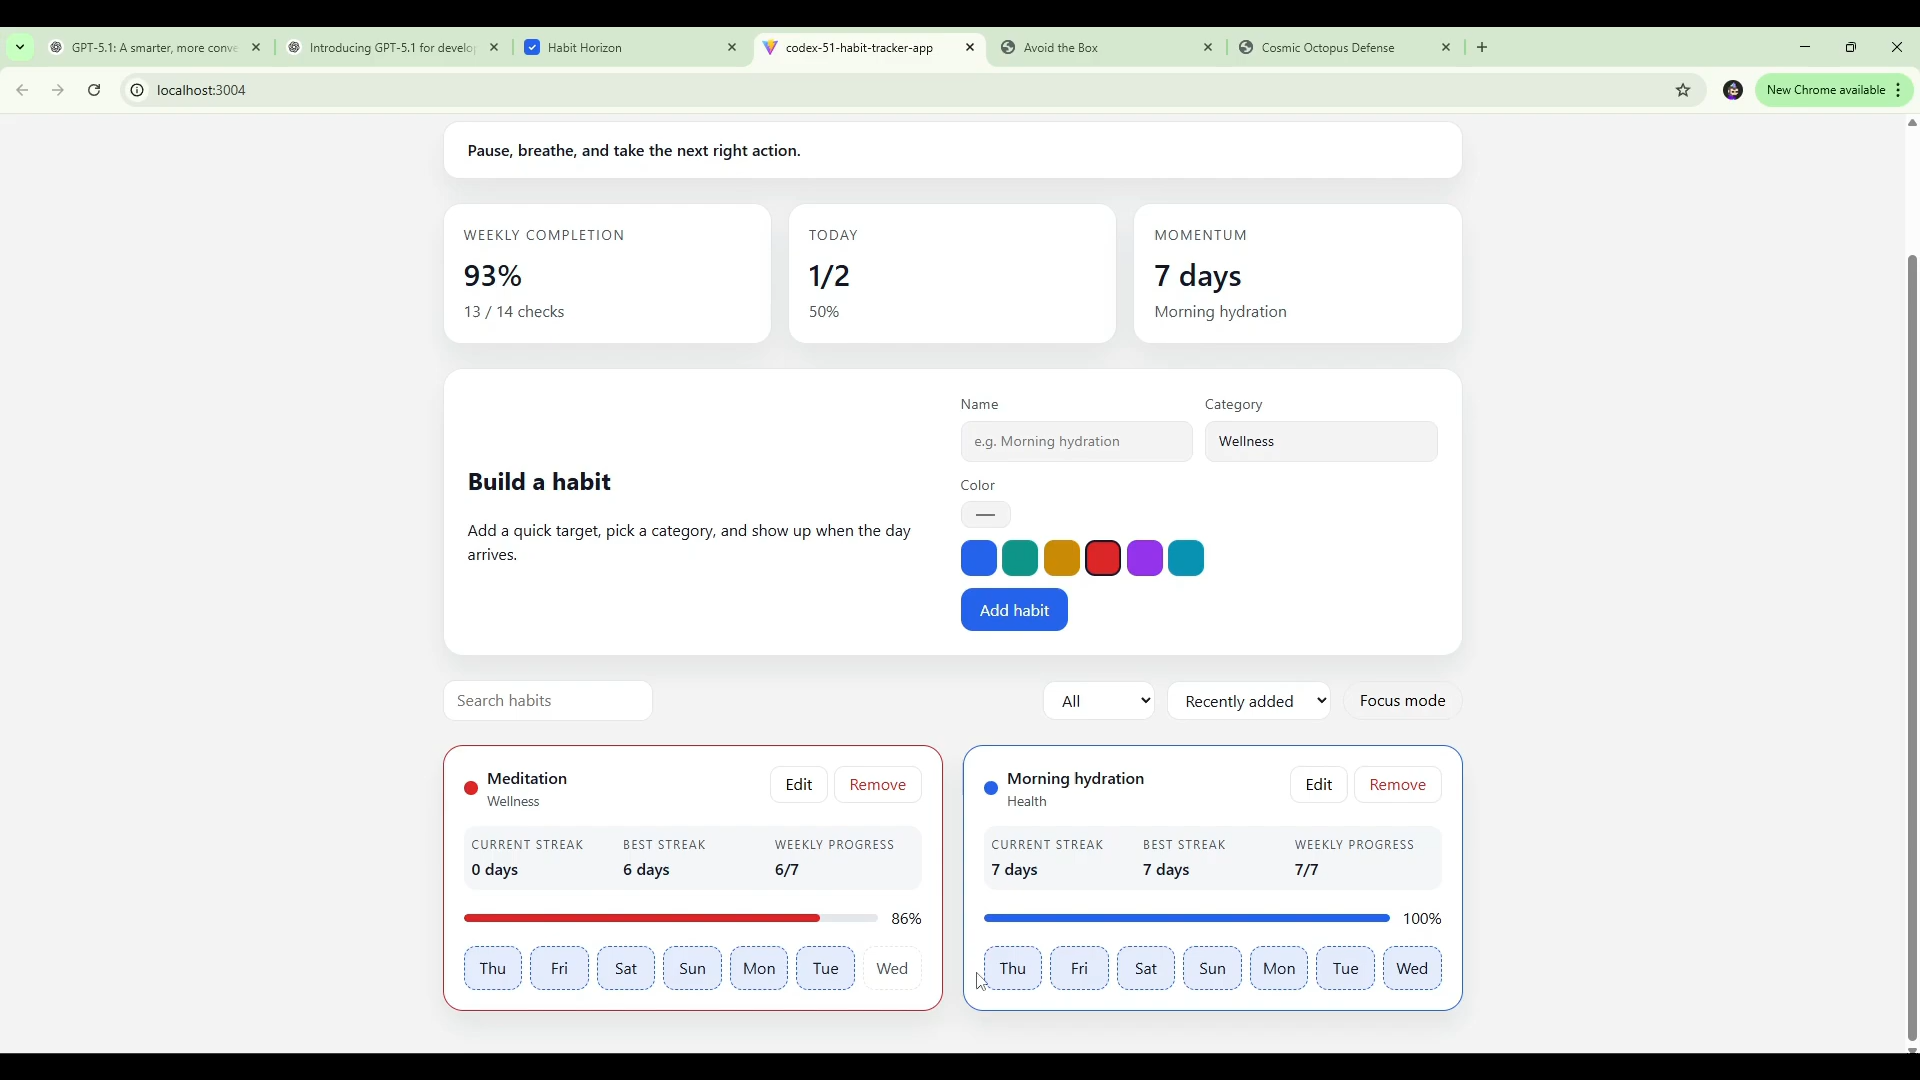 GPT-5.1: A smarter, more conve
Introducing GPT-5.1 for develo
Habit Horizon
codex-51-habit-tracker-app
Avoid the Box
Cosmic Octopus Defense
localhost:3004
New Chrome available
Pause, breathe, and take the next right action.
WEEKLY COMPLETION
93%
13 / 14 checks
TODAY
1/2
50%
MOMENTUM
7 days
Morning hydration
Build a habit
Add a quick target, pick a category, and show up when the day
arrives.
Name
e.g. Morning hydration
Category
Wellness
Color
Add habit
Search habits
All
Recently added
Focus mode
Meditation
Wellness
Edit
Remove
CURRENT STREAK
0 days
BEST STREAK
6 days
WEEKLY PROGRESS
6/7
86%
Thu Fri Sat Sun Mon Tue Wed
Morning hydration
Health
Edit
Remove
CURRENT STREAK
7 days
BEST STREAK
7 days
WEEKLY PROGRESS
7/7
100%
Thu Fri Sat Sun Mon Tue Wed